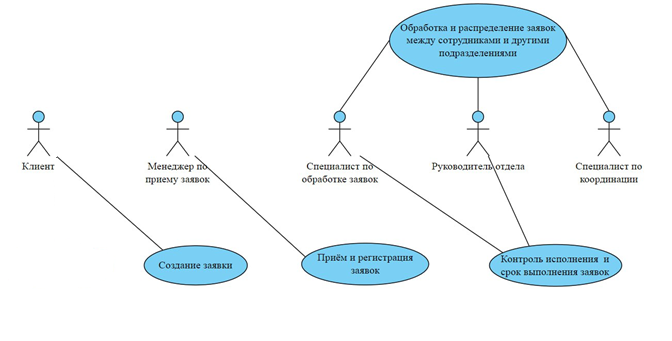 Обработка и распределение заявок
между сотрудниками и другими
подразделениями
Клиент
Менеджер по
приему заявок
Специалист по
обработке заявок
Руководитель отдела
Специалист по
координации
Создание заявки
Приём и регистрация
заявок
Контроль исполнения и
срок выполнения заявок